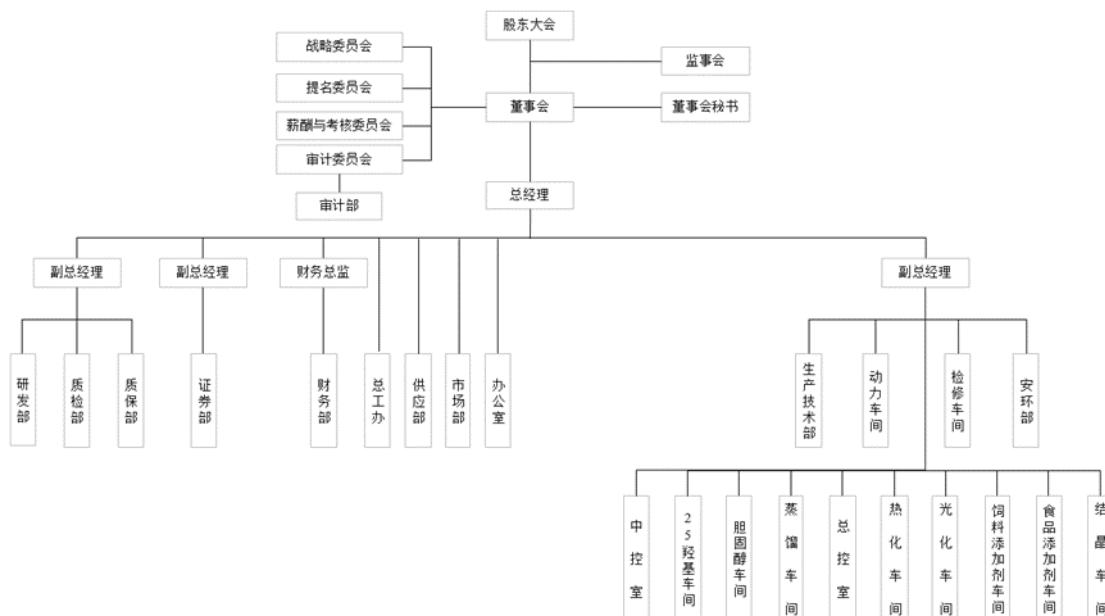 股东大会
战略委员会
监事会
提名委员会
董事会
董事会秘书
薪酬与考核委员会
审计委员会
总经理
审计部
副总经理
副总经理
财务总监
副总经理
研发部
质检部
质保部
证券部
财务部
总工办
供应部
市场部
办公室
生产技术部
动力车间
检修车间
安环部
中控室
25羟基车间
胆固醇车间
蒸馏车间
总控室
热化车间
光化车间
饲料添加剂车间
食品添加剂车间
结晶车间